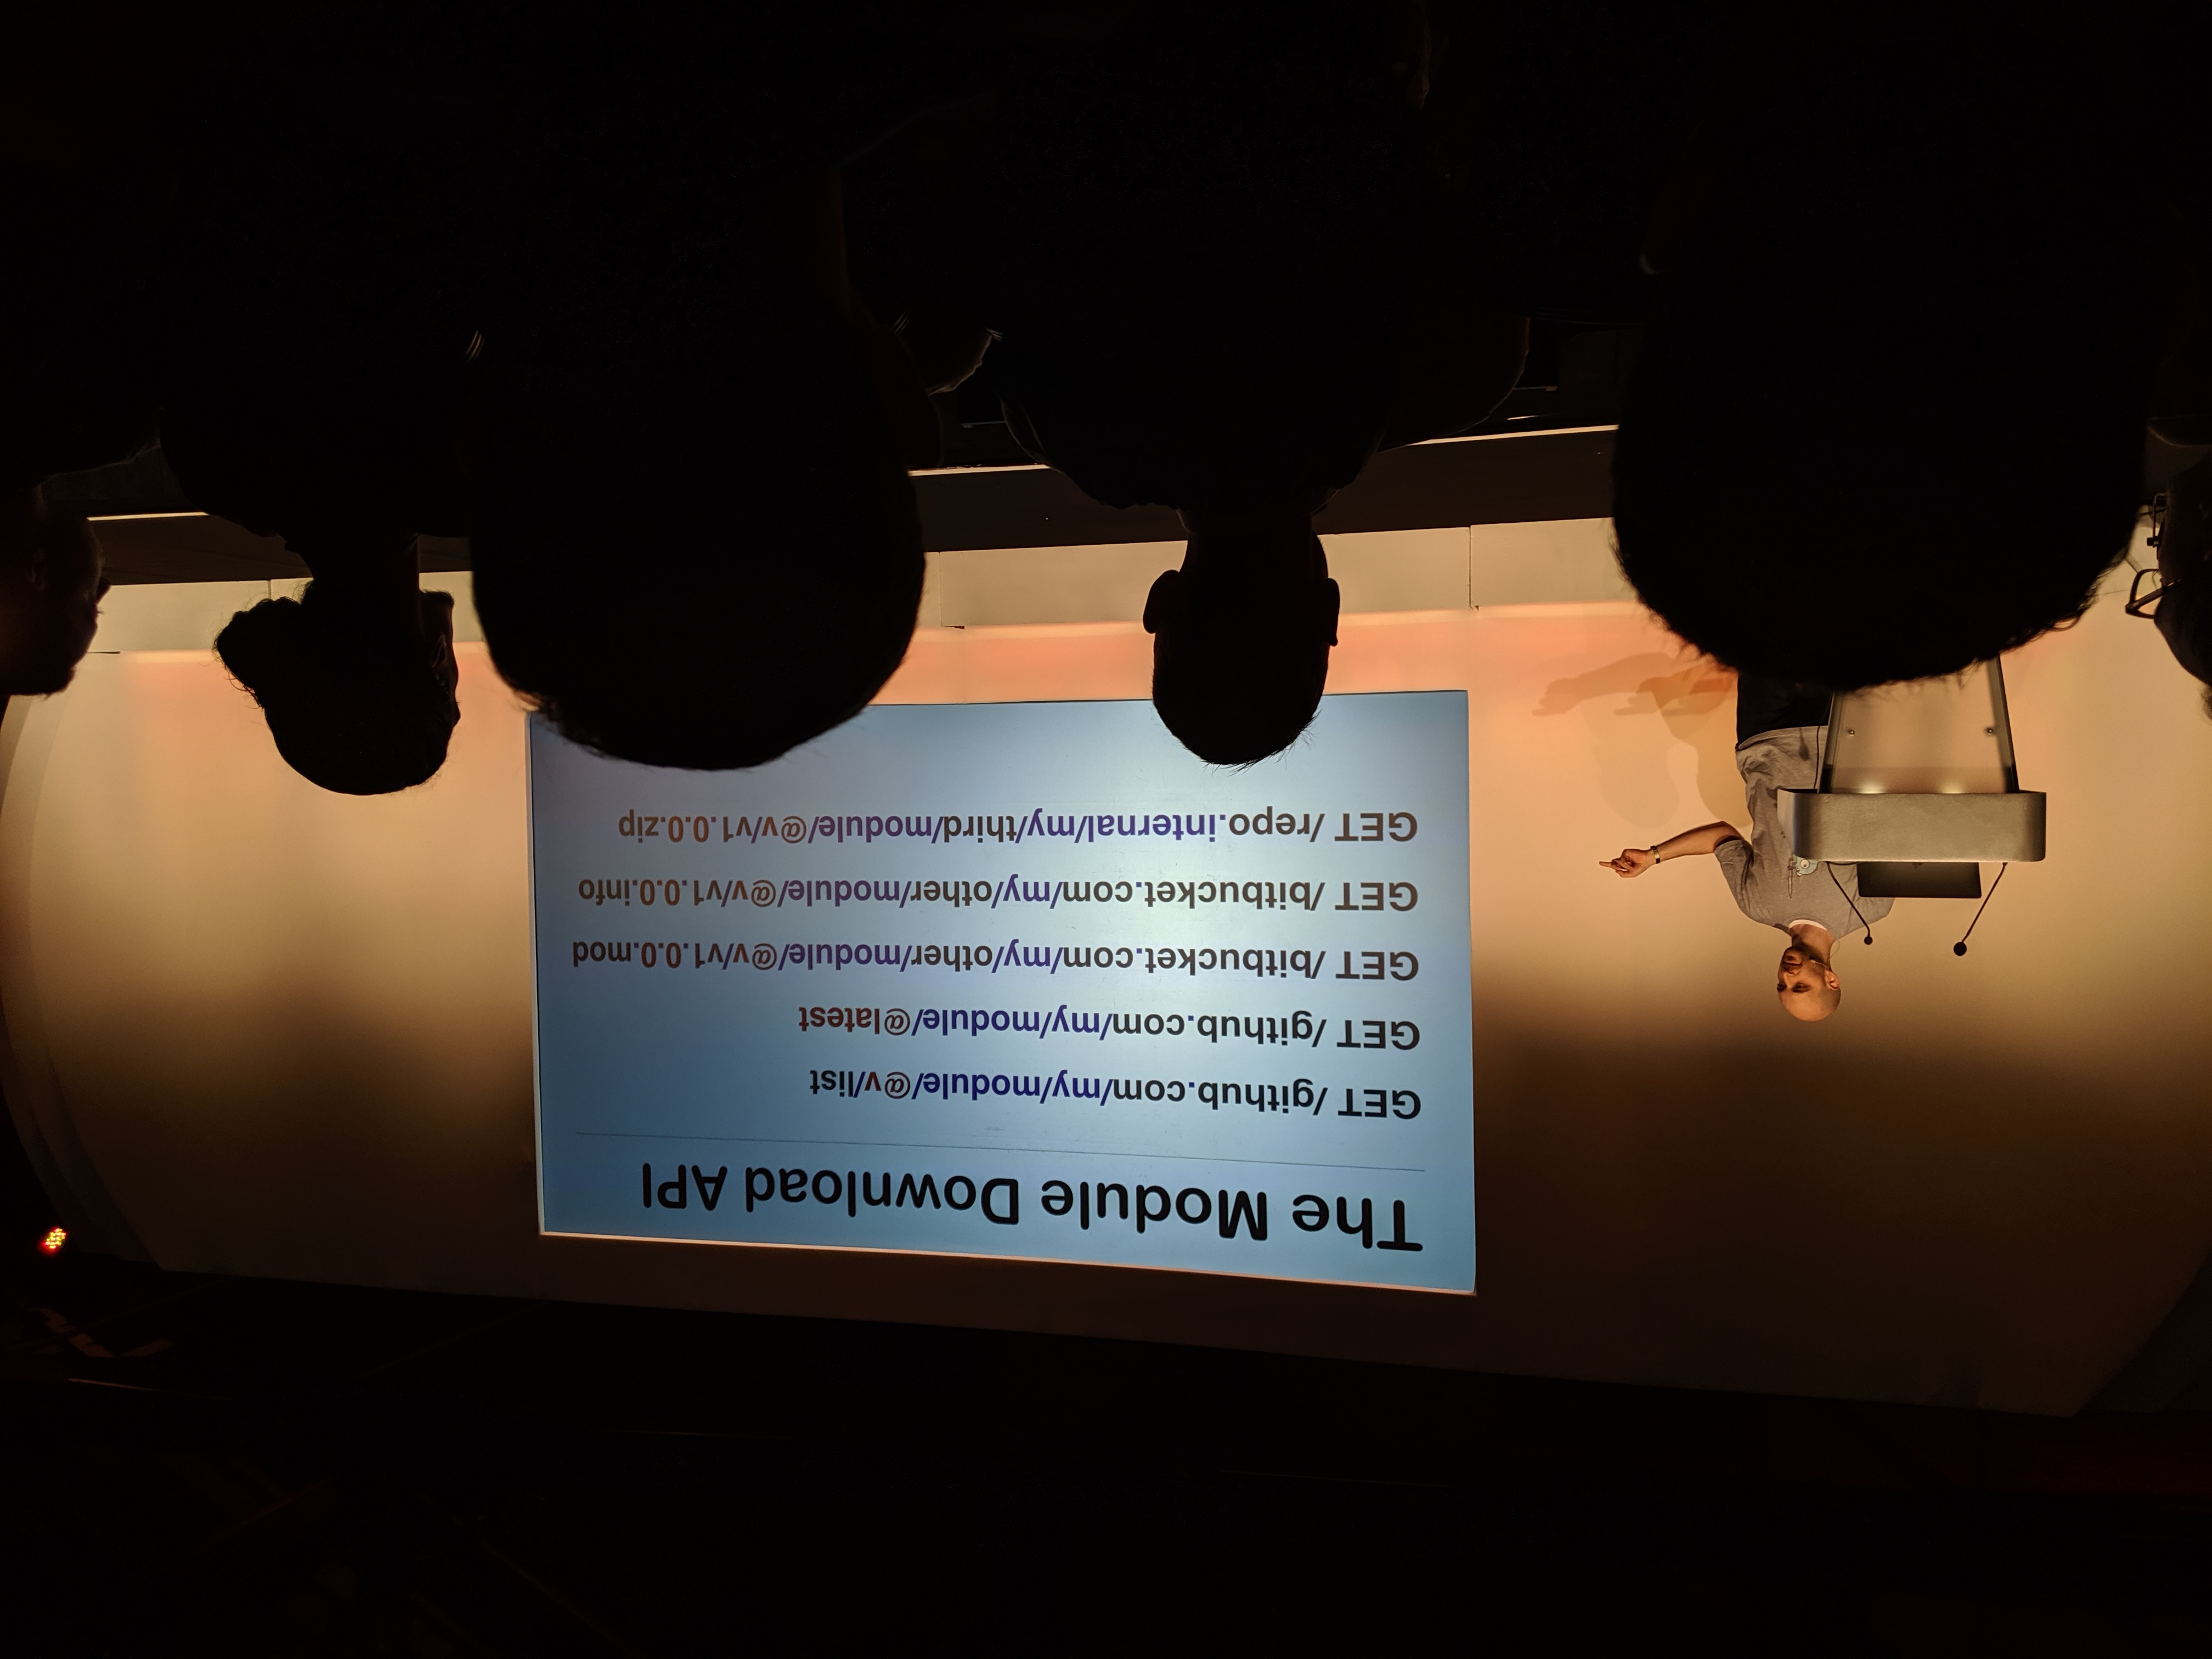 The Module Download API
GET /github.com/my/module/@v/list
GET /github.com/my/module/@latest
GET /bitbucket.com/my/other/module/@v/v1.0.0.mod
GET /bitbucket.com/my/other/module/@v/v1.0.0.info
GET /repo.internal/my/third/module/@v/v1.0.0.zip